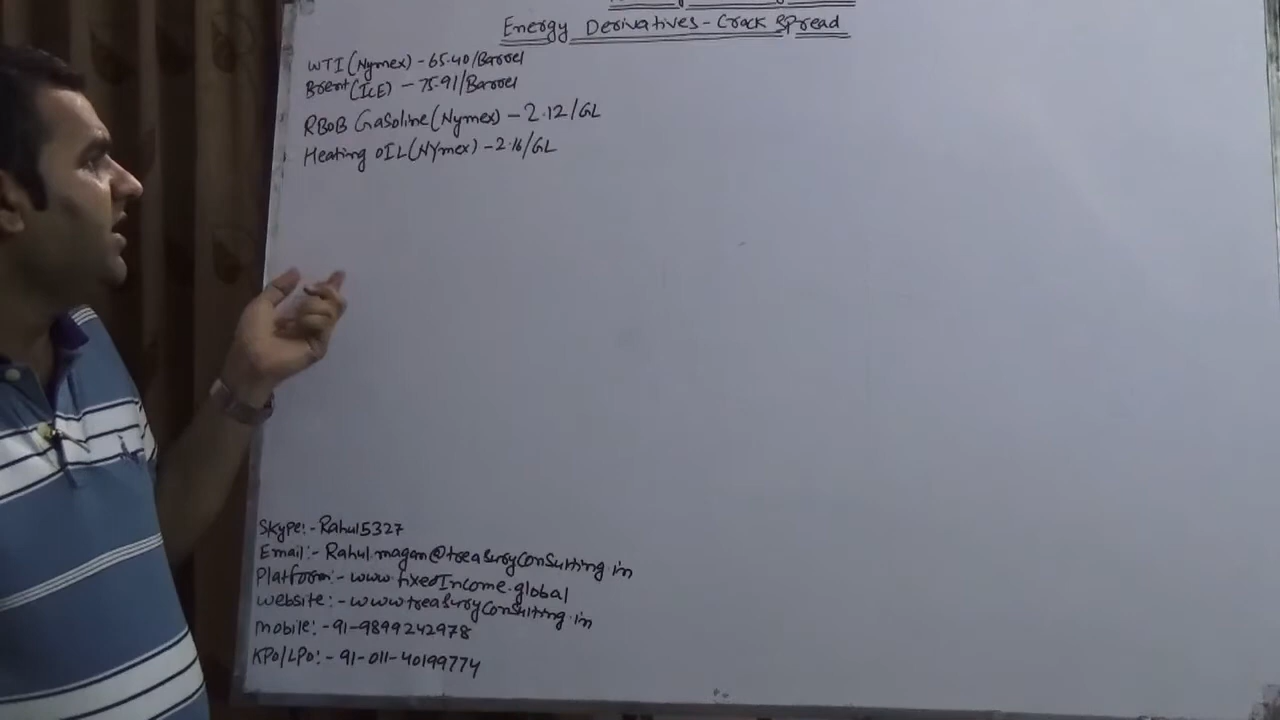 Energy Derivatives - Crack Spread
WTI (Nymex) - 65.40/Barrel
Brent (ICE) - 75.91/Barrel
RBOB Gasoline (Nymex) - 2.12/GL
Heating OIL (NYmex) - 2.16/GL
Skype:- Rahul5327
Email:- Rahul.magan@treasuryconsulting.in
Platform:- www.fixedIncome.global
Website:- www.treasuryconsulting.in
Mobile:- 91-9899242978
KPO/LPO:- 91-011-40199774